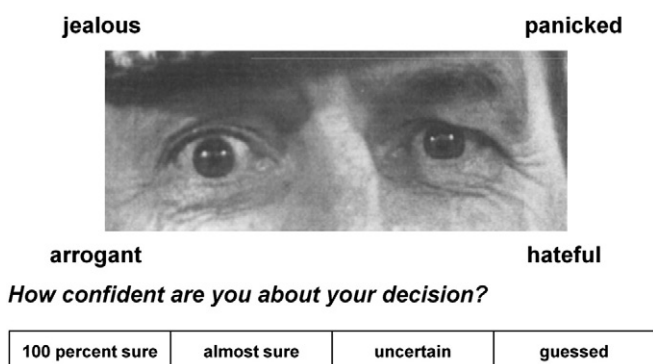 jealous panicked
arrogant hateful
How confident are you about your decision?
100 percent sure almost sure uncertain guessed